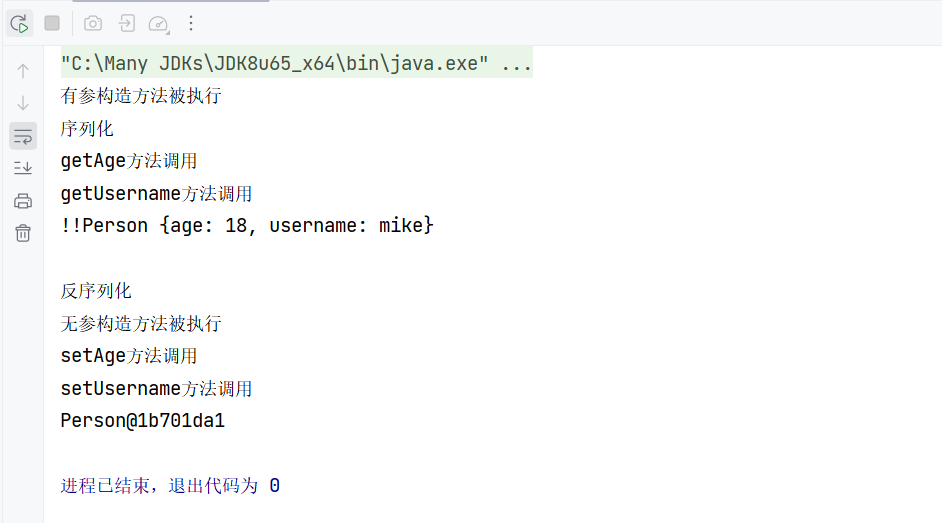 "C:\Many JDKs\JDK8u65_x64\bin\java.exe" ...
有参构造方法被执行
序列化
getAge方法调用
getUsername方法调用
!!Person {age: 18, username: mike}
反序列化
无参构造方法被执行
setAge方法调用
setUsername方法调用
Person@1b701da1
进程已结束，退出代码为 0